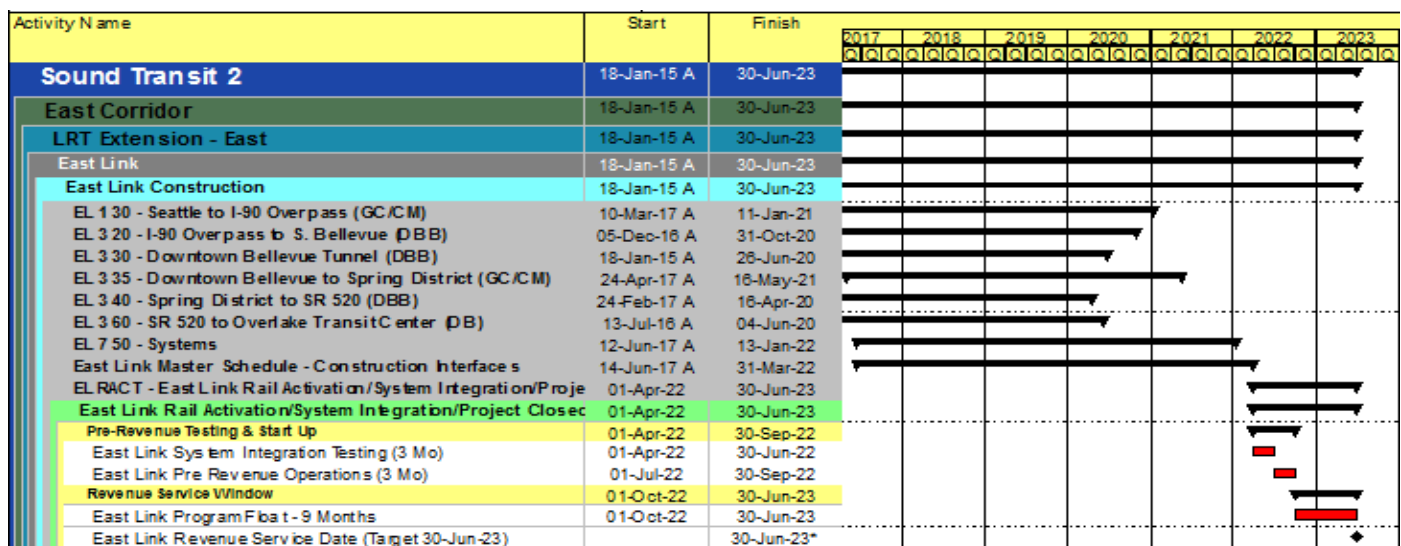 Activity Name Start Finish
2017 2018 2019 2020 2021 2022 2023
Q Q Q Q Q Q Q Q Q Q Q Q Q Q Q Q Q Q Q Q Q Q Q Q Q Q Q
Sound Transit 2 18-Jan-15 A 30-Jun-23
East Corridor 18-Jan-15 A 30-Jun-23
LRT Extension - East 18-Jan-15 A 30-Jun-23
East Link 18-Jan-15 A 30-Jun-23
East Link Construction 18-Jan-15 A 30-Jun-23
EL 130 - Seattle to I-90 Overpass (GC/CM) 10-Mar-17 A 11-Jan-21
EL 320 - I-90 Overpass to S. Bellevue (DBB) 05-Dec-16 A 31-Oct-20
EL 330 - Downtown Bellevue Tunnel (DBB) 18-Jan-15 A 26-Jun-20
EL 335 - Downtown Bellevue to Spring District (GC/CM) 24-Apr-17 A 16-May-21
EL 340 - Spring District to SR 520 (DBB) 24-Feb-17 A 16-Apr-20
EL 360 - SR 520 to Overlake Transit Center (DB) 13-Jul-16 A 04-Jun-20
EL 750 - Systems 12-Jun-17 A 13-Jan-22
East Link Master Schedule - Construction Interfaces 14-Jun-17 A 31-Mar-22
ELRACT - East Link Rail Activation/System Integration/Proje 01-Apr-22 30-Jun-23
East Link Rail Activation/System Integration/Project Closec 01-Apr-22 30-Jun-23
Pre-Revenue Testing & Start Up 01-Apr-22 30-Sep-22
East Link System Integration Testing (3 Mo) 01-Apr-22 30-Jun-22
East Link Pre Revenue Operations (3 Mo) 01-Jul-22 30-Sep-22
Revenue Service Window 01-Oct-22 30-Jun-23
East Link Program Float - 9 Months 01-Oct-22 30-Jun-23
East Link Revenue Service Date (Target 30-Jun-23) 30-Jun-23*